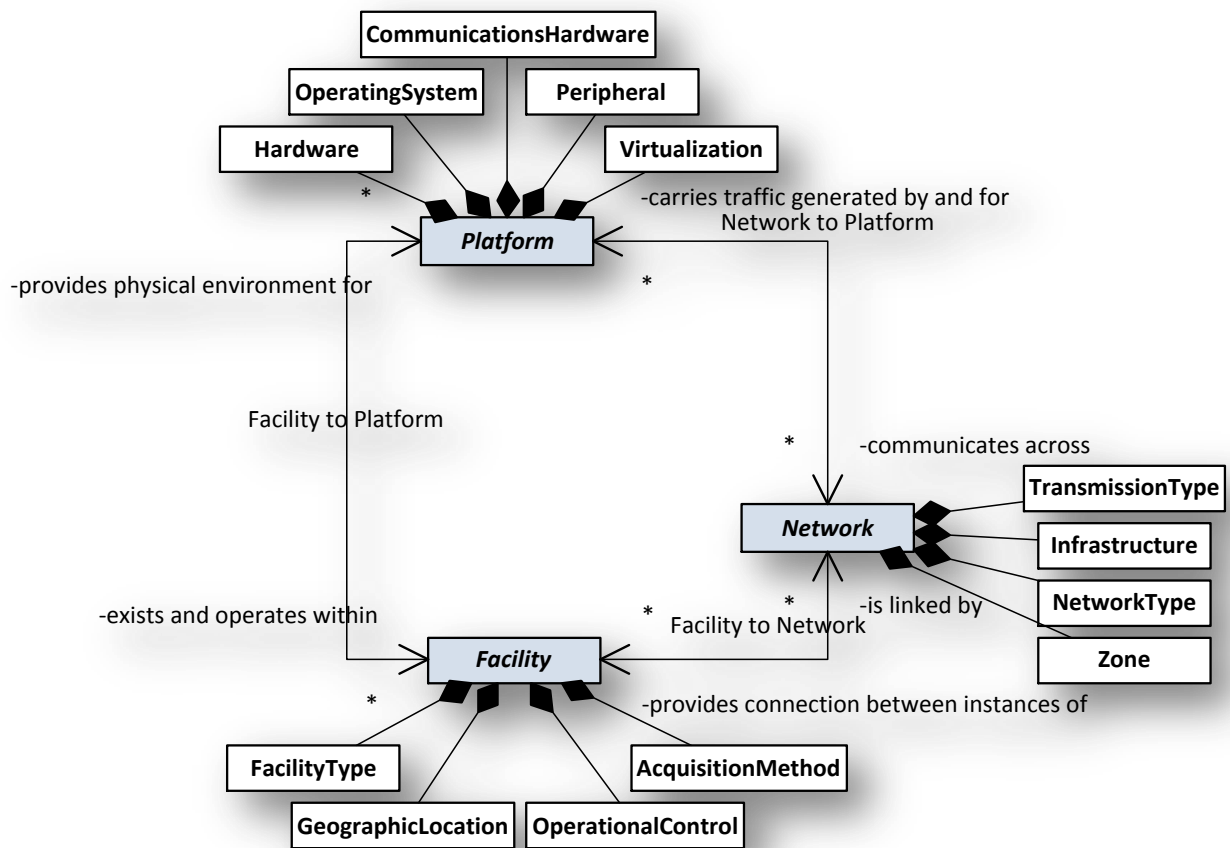 CommunicationsHardware
OperatingSystem
Peripheral
Hardware
Virtualization
*
-carries traffic generated by and for
Network to Platform
Platform
-provides physical environment for
*
Facility to Platform
*
-communicates across
TransmissionType
Network
Infrastructure
NetworkType
-exists and operates within
*
*
-is linked by
Facility to Network
Zone
Facility
*
-provides connection between instances of
FacilityType
AcquisitionMethod
GeographicLocation
OperationalControl